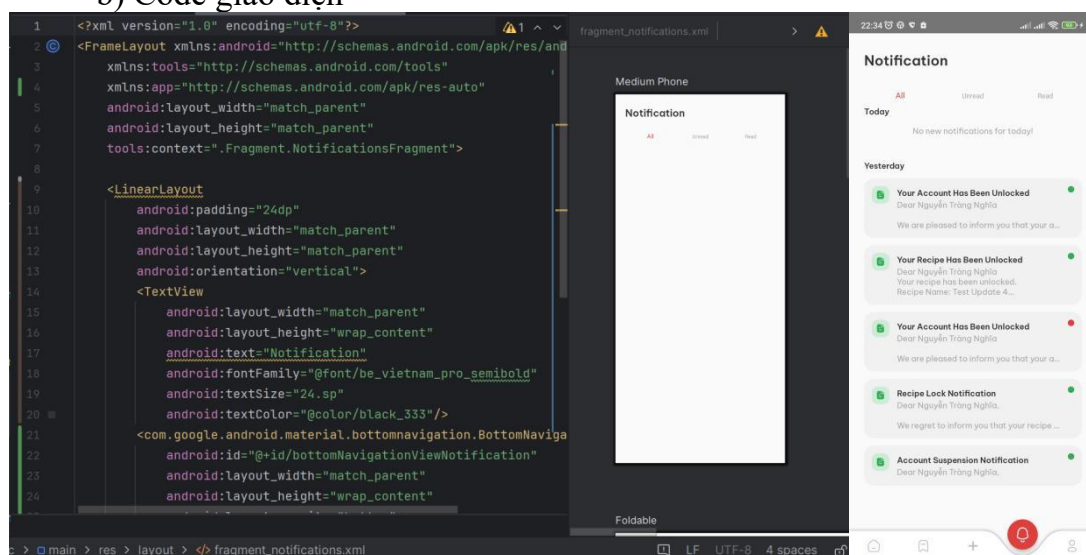 b) Code giao diện
1 <?xml version="1.0" encoding="utf-8"?>
1
2 <FrameLayout xmlns:android="http://schemas.android.com/apk/res/and
3 xmlns:tools="http://schemas.android.com/tools"
4 xmlns:app="http://schemas.android.com/apk/res-auto"
5 android:layout_width="match_parent"
6 android:layout_height="match_parent"
7 tools:context=".Fragment.NotificationsFragment">
8
9 <LinearLayout
10 android:padding="24dp"
11 android:layout_width="match_parent"
12 android:layout_height="match_parent"
13 android:orientation="vertical">
14 <TextView
15 android:layout_width="match_parent"
16 android:layout_height="wrap_content"
17 android:text="Notification"
18 android:fontFamily="@font/be_vietnam_pro_semibold"
19 android:textSize="24.sp"
20 android:textColor="@color/black_333"/>
21 <com.google.android.material.bottomnavigation.BottomNaviga
22 android:id="@+id/bottomNavigationViewNotification"
23 android:layout_width="match_parent"
24 android:layout_height="wrap_content"
c > main > res > layout > </> fragment_notifications.xml
LF UTF-8 4 spaces
fragment_notifications.xml
Medium Phone
Notification
All Unread Read
Foldable
22:34
Notification
All Unread Read
Today
No new notifications for today!
Yesterday
Your Account Has Been Unlocked
Dear Nguyễn Tràng Nghĩa
We are pleased to inform you that your a...
Your Recipe Has Been Unlocked
Dear Nguyễn Tràng Nghĩa
Your recipe has been unlocked.
Recipe Name: Test Update 4...
Your Account Has Been Unlocked
Dear Nguyễn Tràng Nghĩa
We are pleased to inform you that your a...
Recipe Lock Notification
Dear Nguyễn Tràng Nghĩa,
We regret to inform you that your recipe ...
Account Suspension Notification
Dear Nguyễn Tràng Nghĩa,